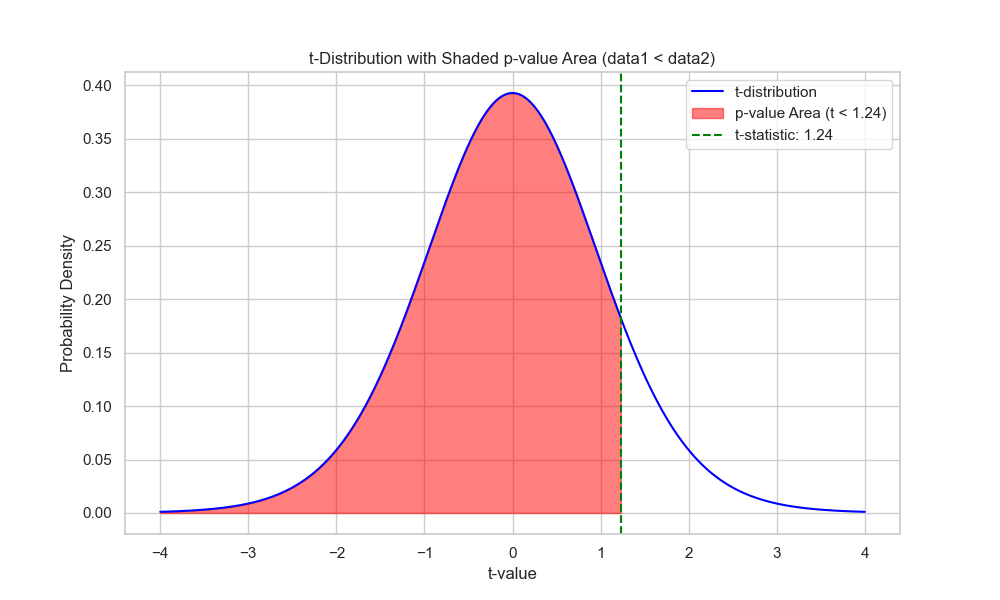 t-Distribution with Shaded p-value Area (data1 < data2)
t-distribution
p-value Area (t < 1.24)
t-statistic: 1.24
Probability Density
0.40
0.35
0.30
0.25
0.20
0.15
0.10
0.05
0.00
−4 −3 −2 −1 0 1 2 3 4
t-value